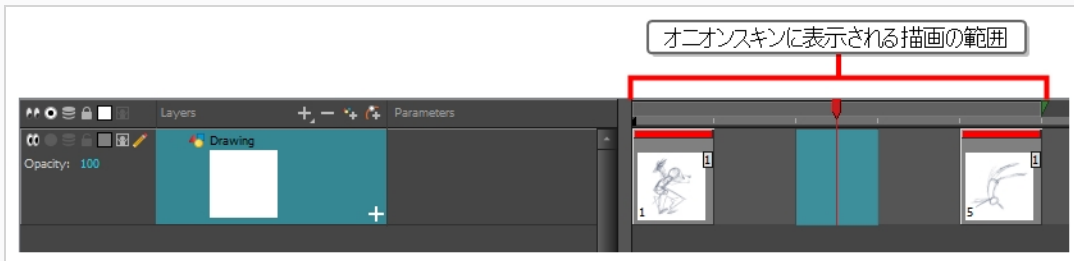 オニオンスキンに表示される描画の範囲
Layers
Parameters
Drawing
Opacity: 100
1
1
1
5